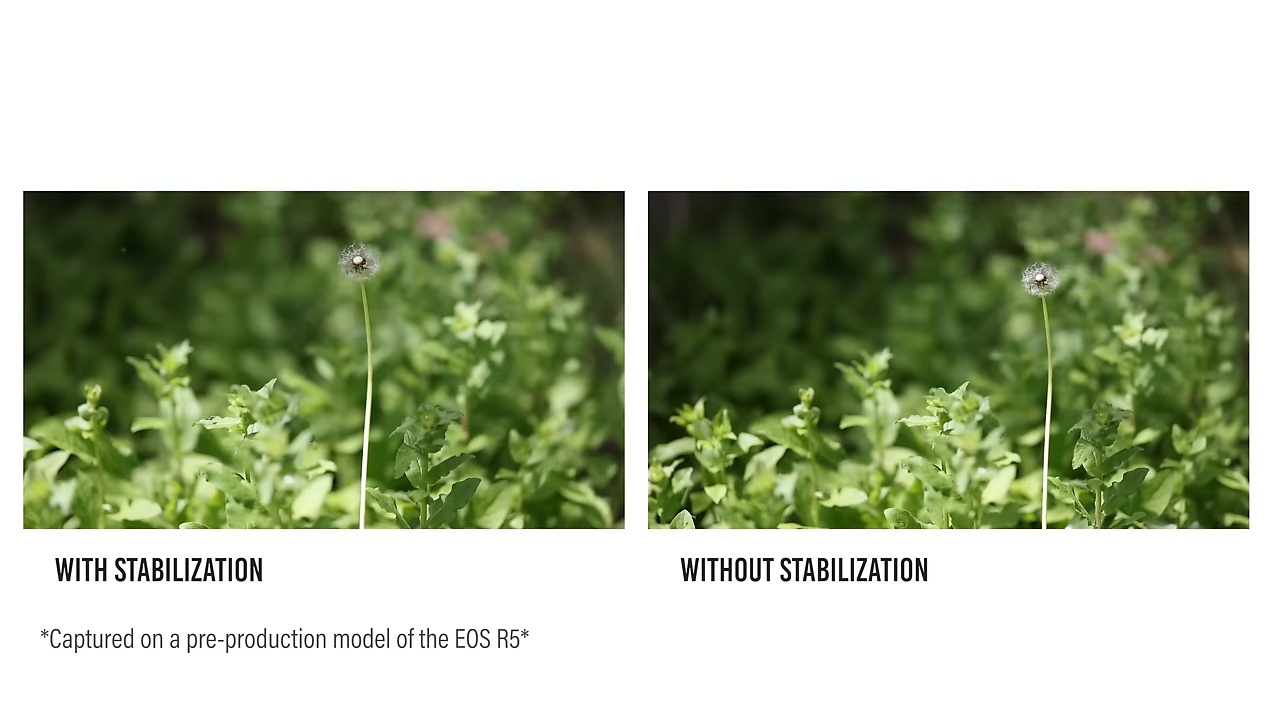 WITH STABILIZATION
WITHOUT STABILIZATION
*Captured on a pre-production model of the EOS R5*